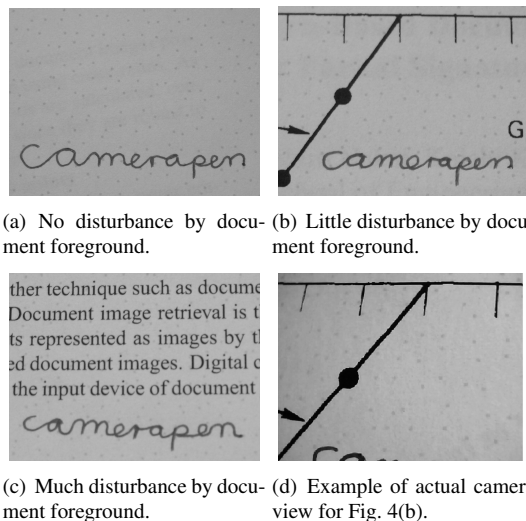 camerapen
G
camerapen
(a) No disturbance by docu-
ment foreground.
(b) Little disturbance by docu
ment foreground.
ther technique such as docume
Document image retrieval is t
ts represented as images by t
ed document images. Digital c
the input device of document
camerapen
(c) Much disturbance by docu-
ment foreground.
(d) Example of actual camer
view for Fig. 4(b).